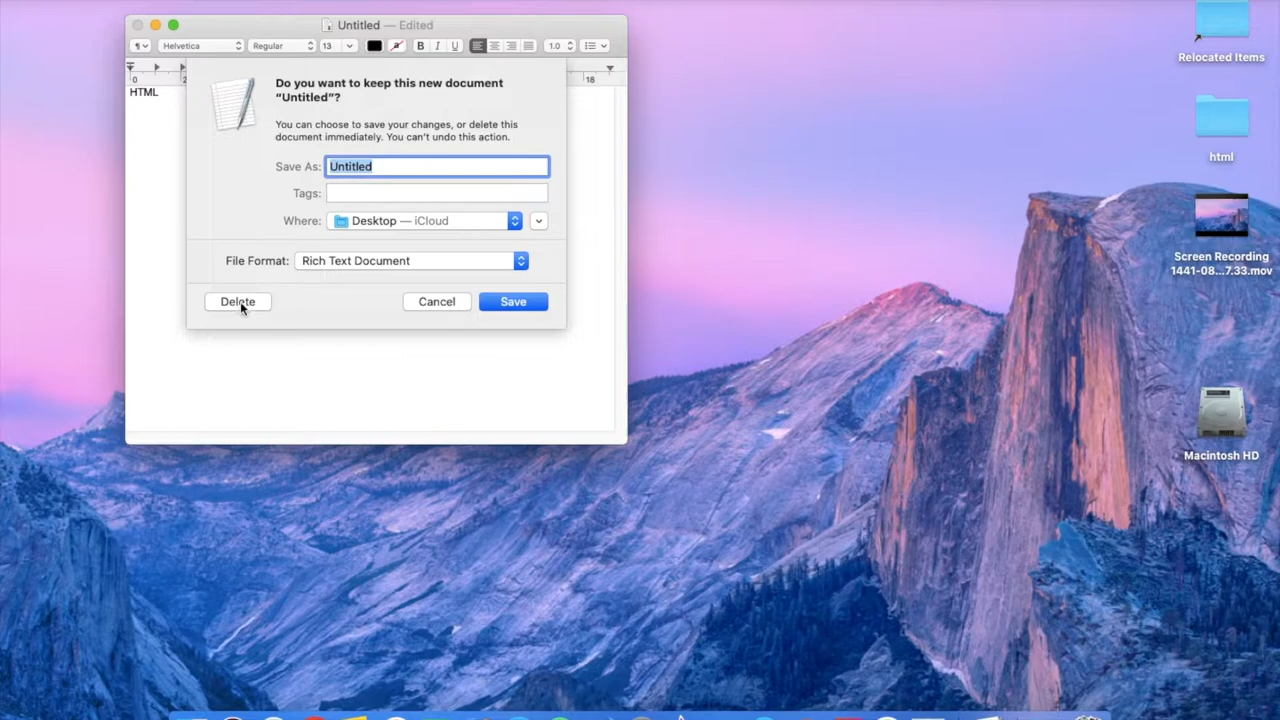 Untitled — Edited
Helvetica Regular 13 B I U 1.0
0 2 18
HTML
Do you want to keep this new document
“Untitled”?
You can choose to save your changes, or delete this
document immediately. You can’t undo this action.
Save As: Untitled
Tags:
Where: Desktop — iCloud
File Format: Rich Text Document
Delete Cancel Save
Relocated Items
html
Screen Recording
1441-08...7.33.mov
Macintosh HD